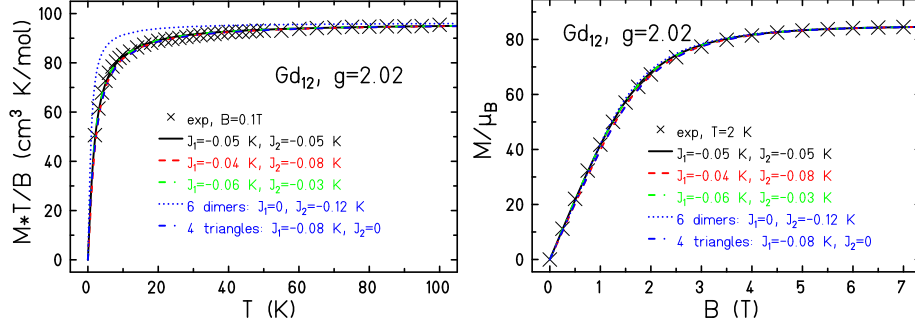 M*T/B (cm³ K/mol)
100
80
60
40
20
0
Gd₁₂, g=2.02
exp, B=0.1T
J₁=-0.05 K, J₂=-0.05 K
J₁=-0.04 K, J₂=-0.08 K
J₁=-0.06 K, J₂=-0.03 K
6 dimers: J₁=0, J₂=-0.12 K
4 triangles: J₁=-0.08 K, J₂=0
0 20 40 60 80 100
T (K)
M/μB
80
60
40
20
0
Gd₁₂, g=2.02
exp, T=2 K
J₁=-0.05 K, J₂=-0.05 K
J₁=-0.04 K, J₂=-0.08 K
J₁=-0.06 K, J₂=-0.03 K
6 dimers: J₁=0, J₂=-0.12 K
4 triangles: J₁=-0.08 K, J₂=0
0 1 2 3 4 5 6 7
B (T)